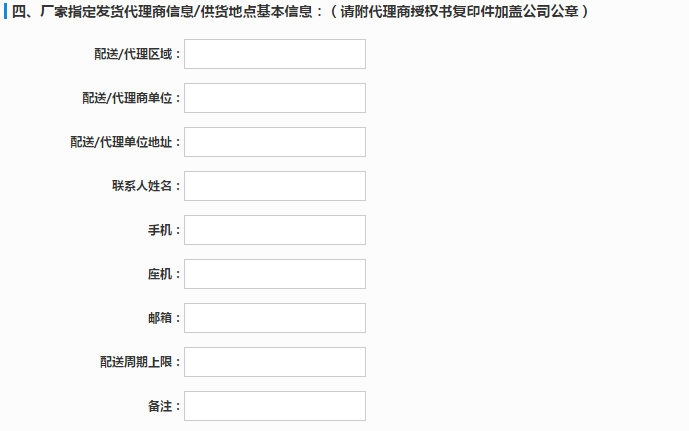 四、厂家指定发货代理商信息/供货地点基本信息：（请附代理商授权书复印件加盖公司公章）
配送/代理区域：
配送/代理商单位：
配送/代理单位地址：
联系人姓名：
手机：
座机：
邮箱：
配送周期上限：
备注：